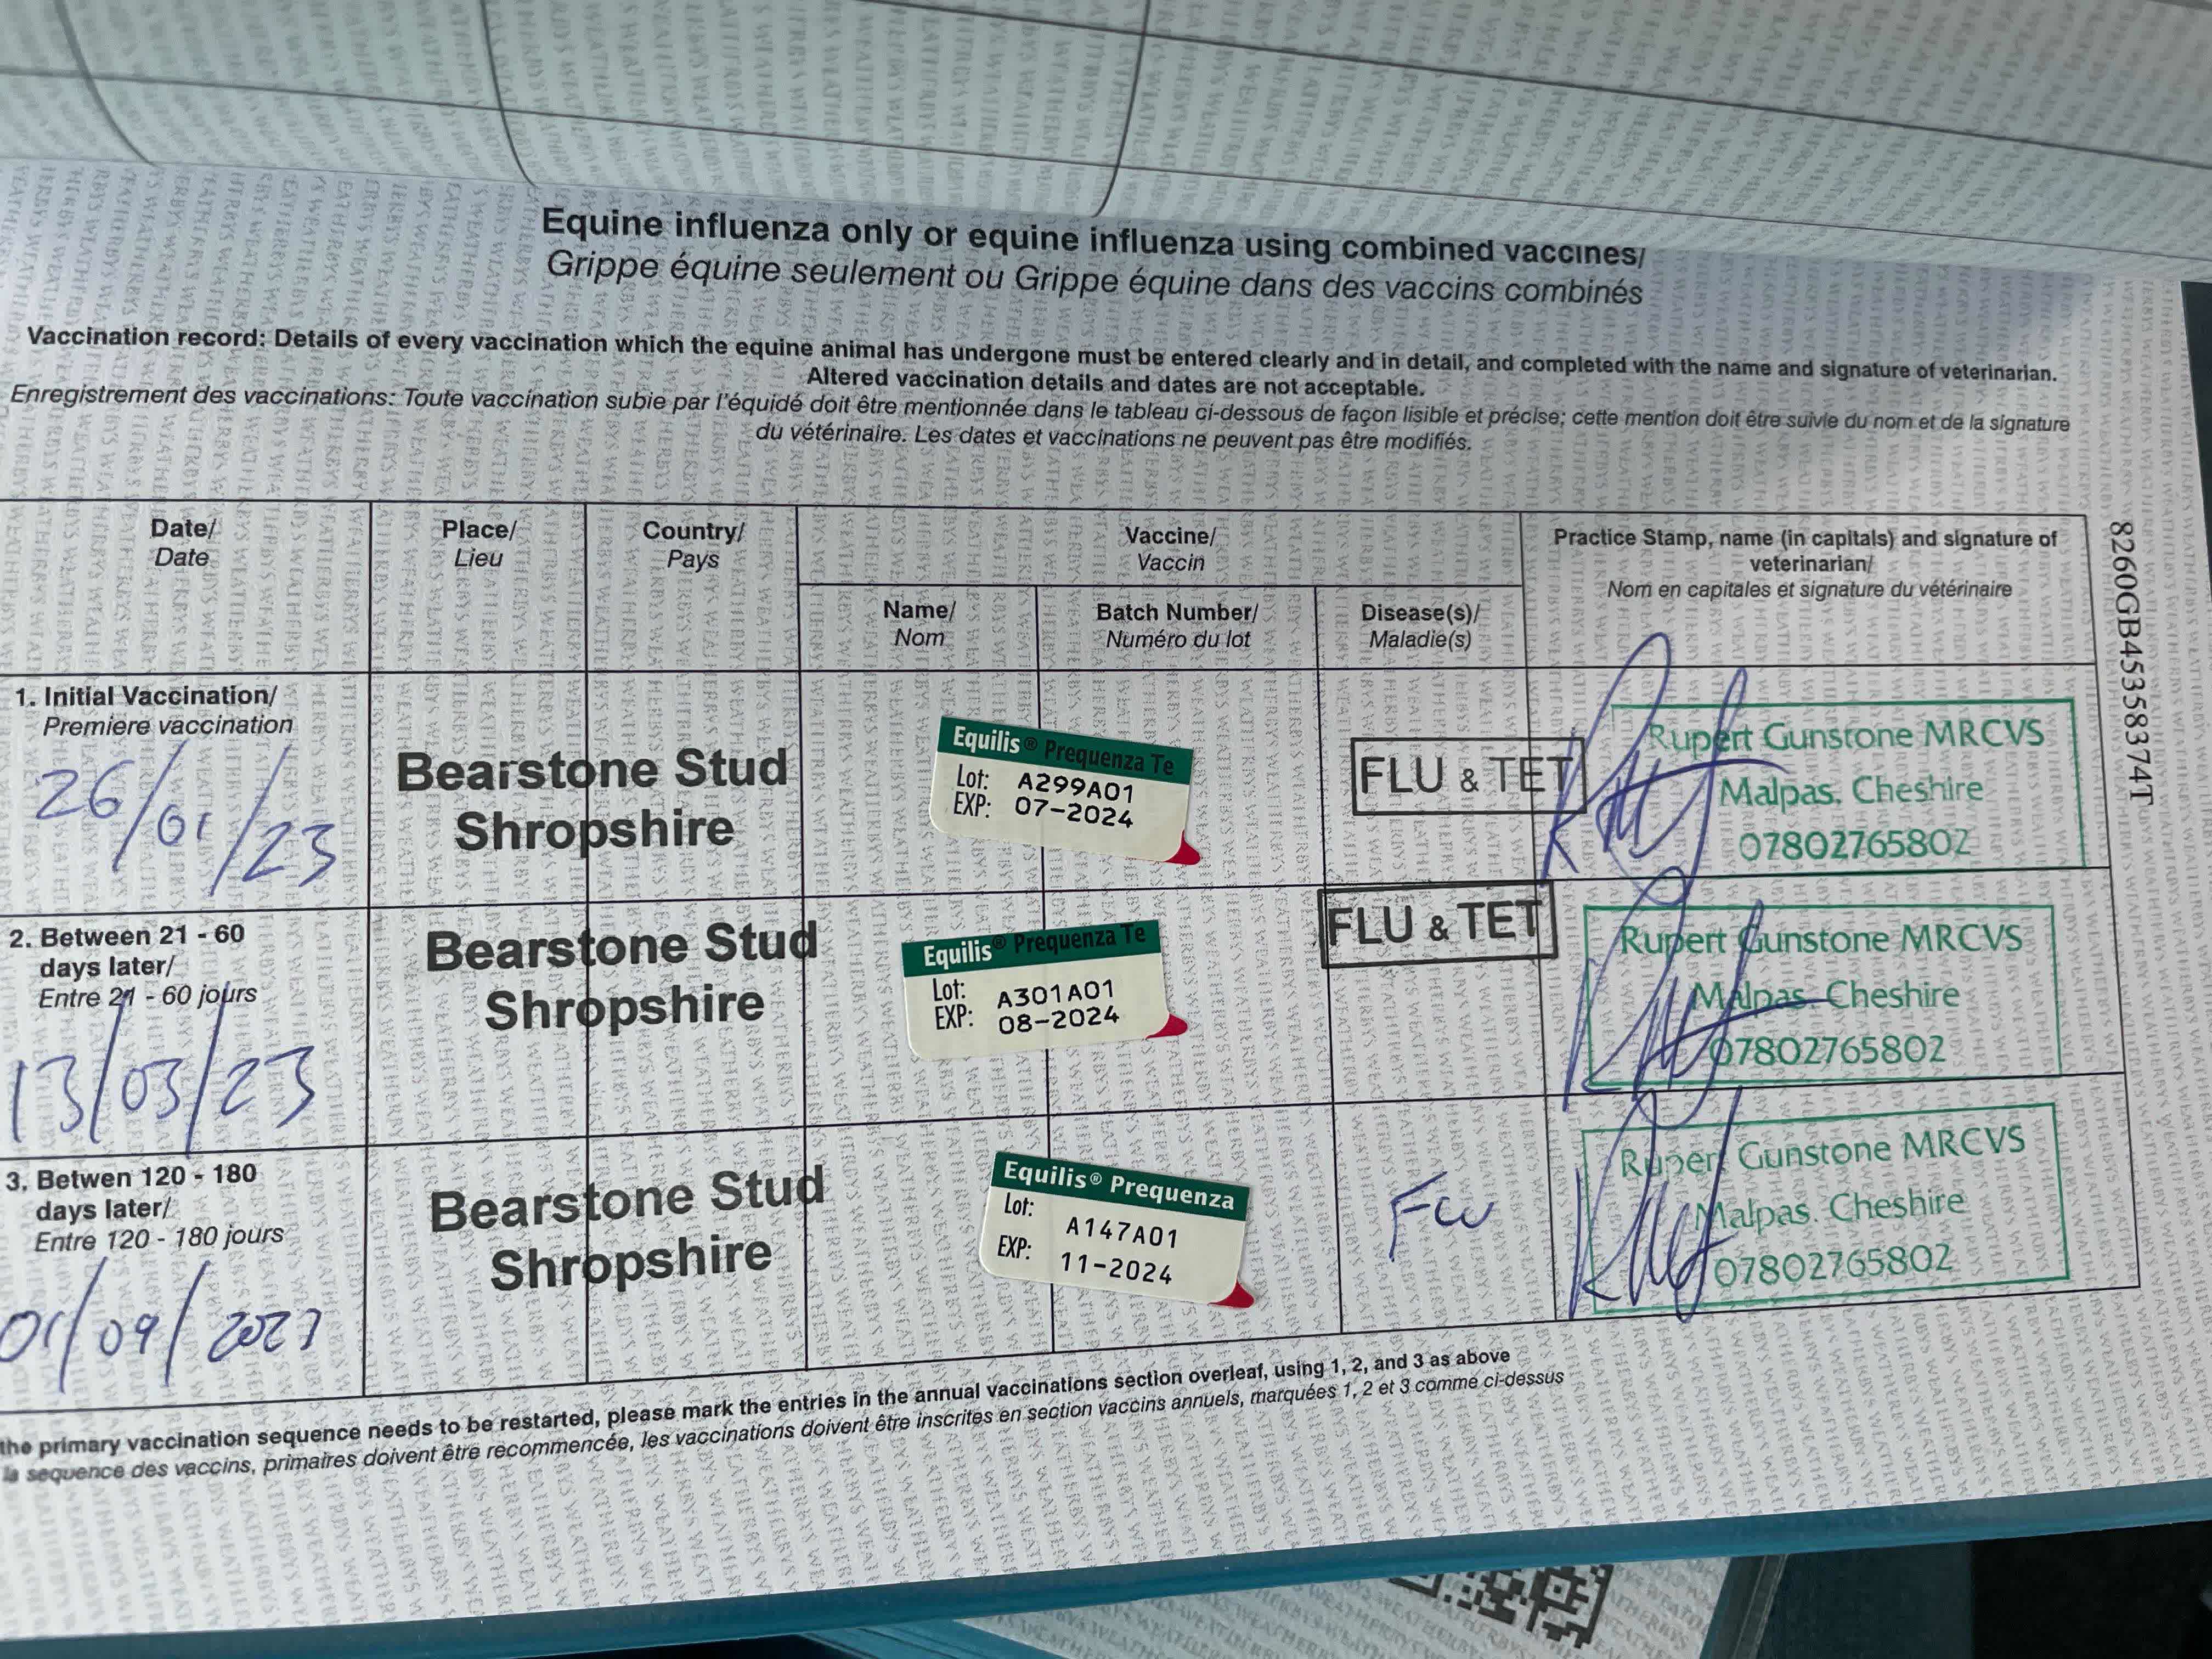 Equine influenza only or equine influenza using combined vaccines/
Grippe équine seulement ou Grippe équine dans des vaccins combinés
Vaccination record: Details of every vaccination which the equine animal has undergone must be entered clearly and in detail, and completed with the name and signature of veterinarian.
Altered vaccination details and dates are not acceptable.
Enregistrement des vaccinations: Toute vaccination subie par l'équidé doit être mentionnée dans le tableau ci-dessous de façon lisible et précise; cette mention doit être suivie du nom et de la signature
du vétérinaire. Les dates et vaccinations ne peuvent pas être modifiés.
Date/
Date
Place/
Lieu
Country/
Pays
Vaccine/
Vaccin
Name/
Nom
Batch Number/
Numéro du lot
Disease(s)/
Maladie(s)
Practice Stamp, name (in capitals) and signature of
veterinarian/
Nom en capitales et signature du vétérinaire
8260GB45358374T
1. Initial Vaccination/
Premiere vaccination
26/01/23
Bearstone Stud
Shropshire
Equilis® Prequenza Te
Lot: A299A01
EXP: 07-2024
FLU & TET
Rupert Gunstone MRCVS
Malpas. Cheshire
07802765802
2. Between 21 - 60
days later/
Entre 21 - 60 jours
13/03/23
Bearstone Stud
Shropshire
Equilis® Prequenza Te
Lot: A301A01
EXP: 08-2024
FLU & TET
Rupert Gunstone MRCVS
Malpas. Cheshire
07802765802
3. Betwen 120 - 180
days later/
Entre 120 - 180 jours
01/09/2023
Bearstone Stud
Shropshire
Equilis® Prequenza
Lot: A147A01
EXP: 11-2024
Flu
Rupert Gunstone MRCVS
Malpas. Cheshire
07802765802
the primary vaccination sequence needs to be restarted, please mark the entries in the annual vaccinations section overleaf, using 1, 2, and 3 as above
la sequence des vaccins, primaires doivent être recommencée, les vaccinations doivent être inscrites en section vaccins annuels, marquées 1, 2 et 3 comme ci-dessus